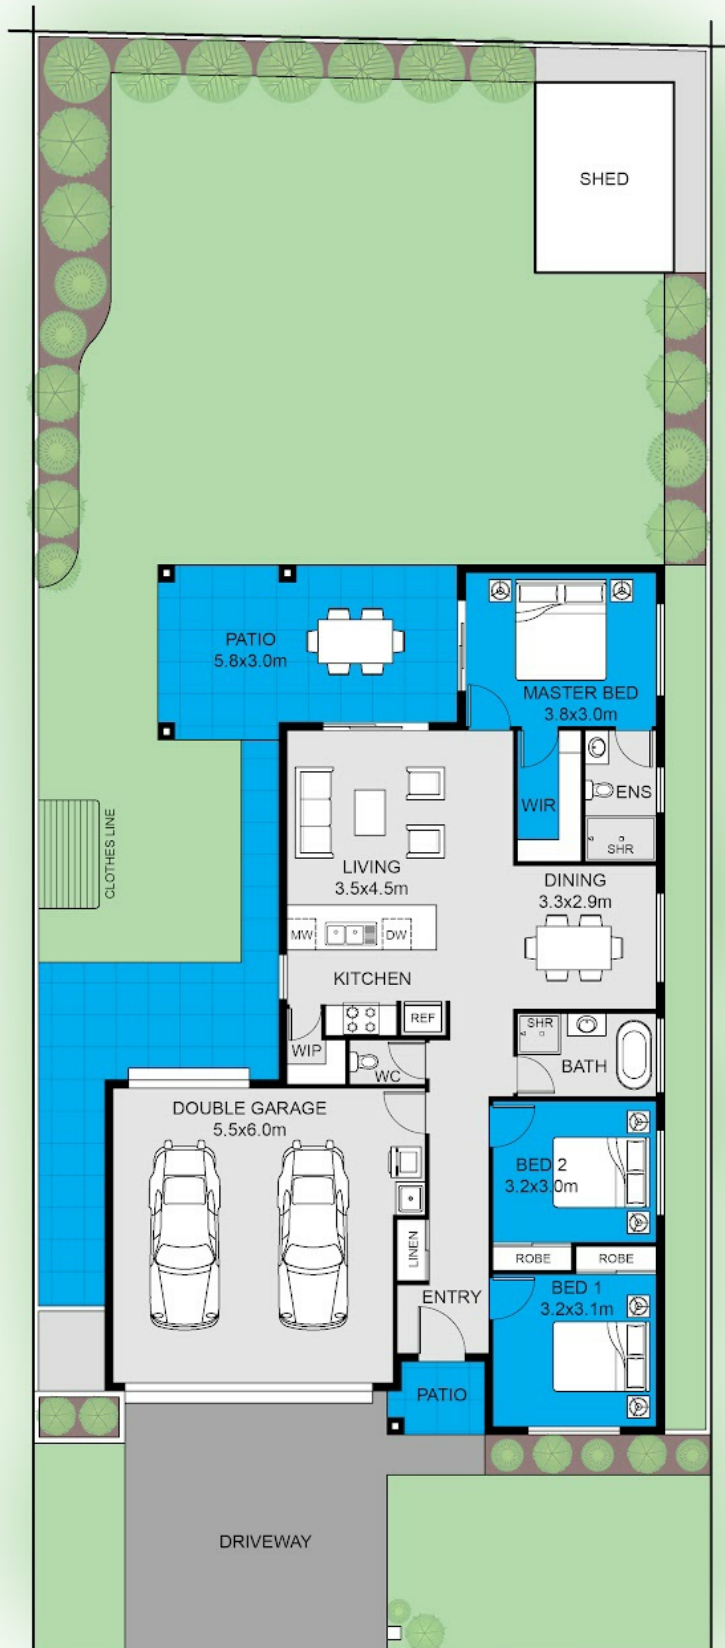 SHED
PATIO
5.8x3.0m
MASTER BED
3.8x3.0m
WIR
ENS
SHR
CLOTHES LINE
LIVING
3.5x4.5m
DINING
3.3x2.9m
MW
DW
KITCHEN
REF
SHR
WIP
WC
BATH
DOUBLE GARAGE
5.5x6.0m
BED 2
3.2x3.0m
LINEN
ROBE
ROBE
ENTRY
BED 1
3.2x3.1m
PATIO
DRIVEWAY